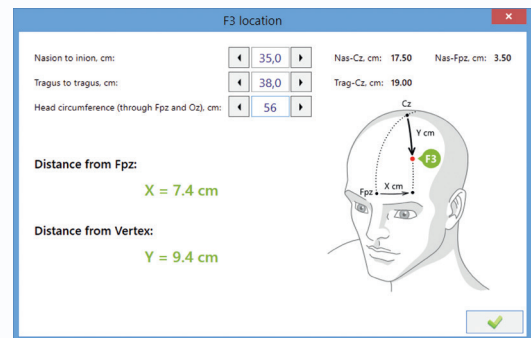 F3 location
Nasion to inion, cm: 35,0 Nas-Cz, cm: 17.50 Nas-Fpz, cm: 3.50
Tragus to tragus, cm: 38,0 Trag-Cz, cm: 19.00
Head circumference (through Fpz and Oz), cm: 56
Cz
Y cm
F3
Distance from Fpz:
X = 7.4 cm
Fpz
X cm
Distance from Vertex:
Y = 9.4 cm